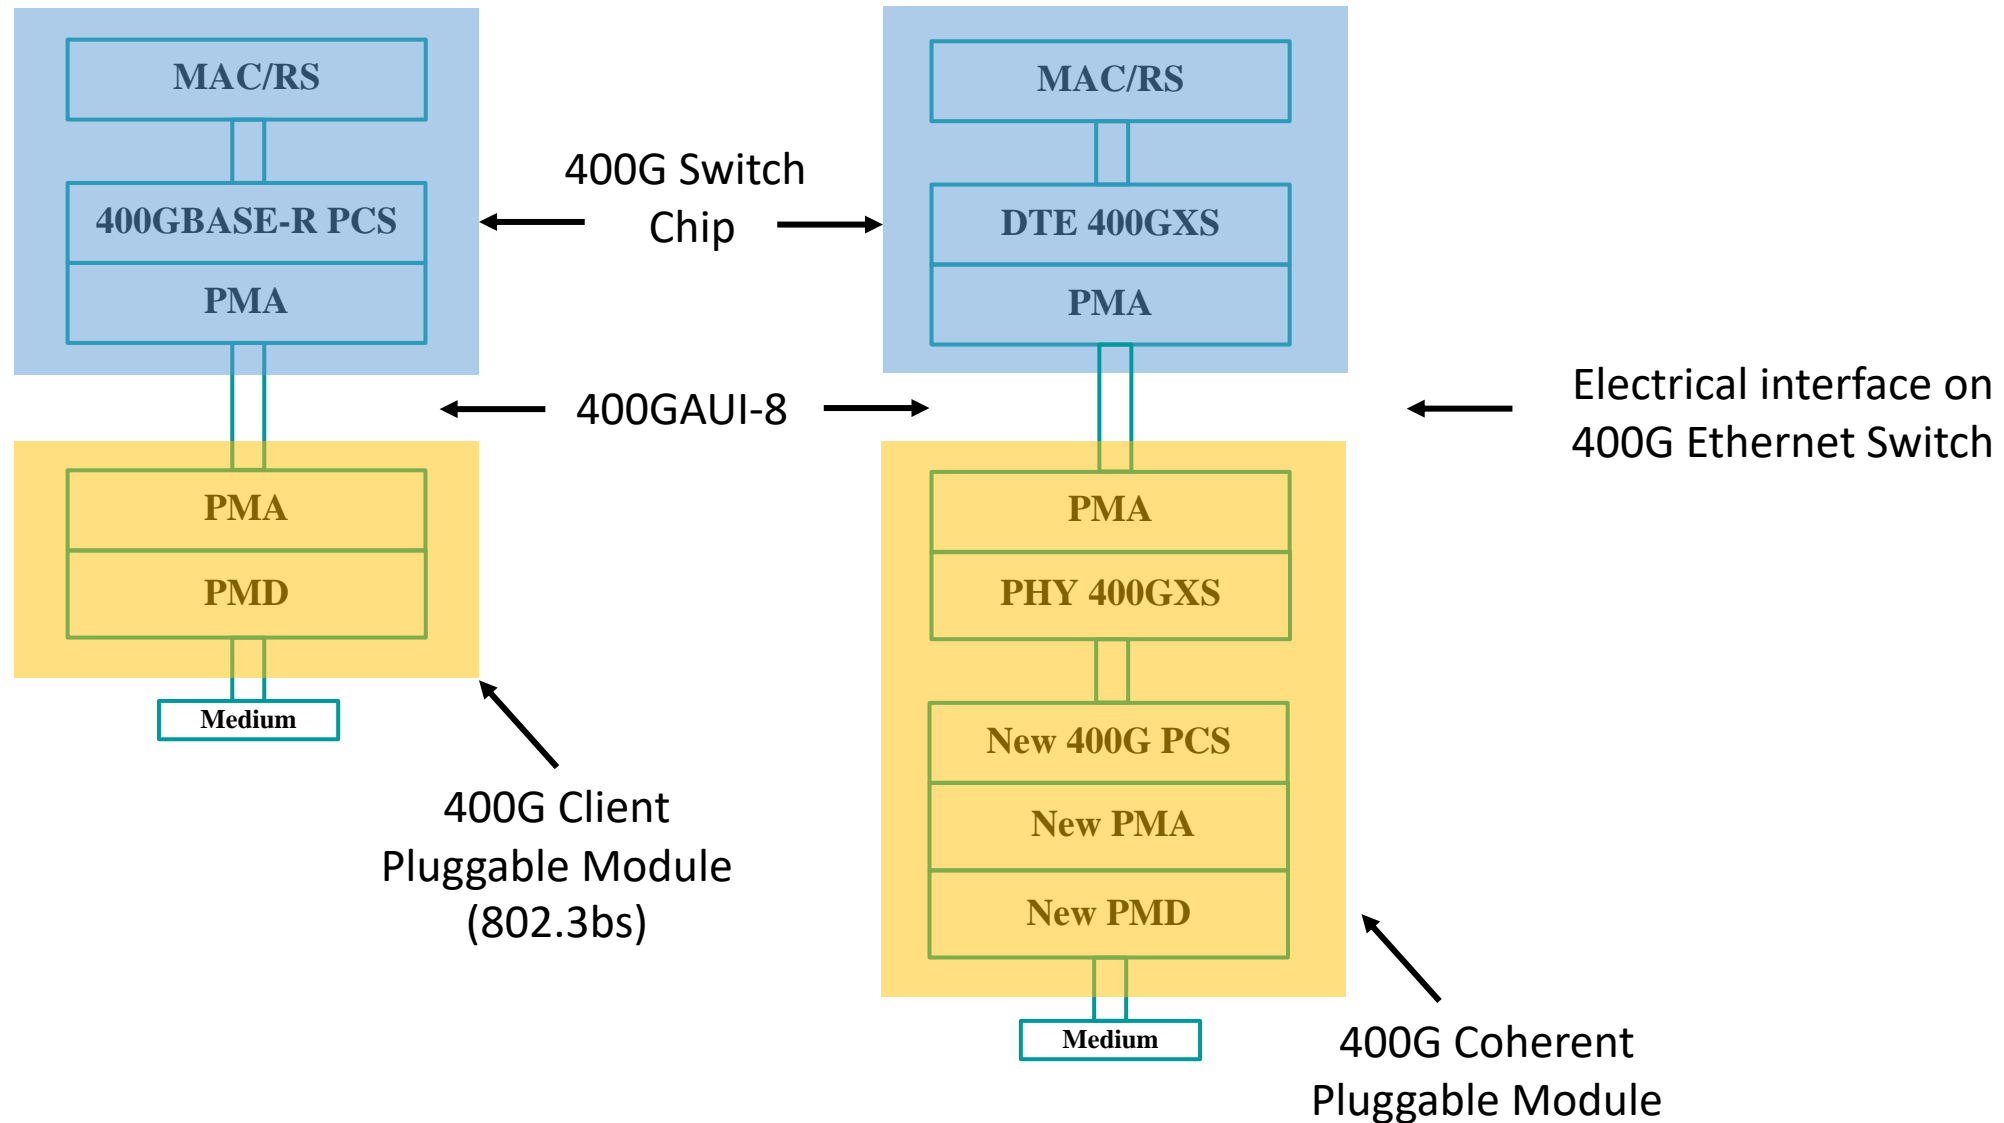 MAC/RS
400GBASE-R PCS
PMA
PMA
PMD
Medium
400G Switch
Chip
400GAUI-8
400G Client
Pluggable Module
(802.3bs)
MAC/RS
DTE 400GXS
PMA
PMA
PHY 400GXS
New 400G PCS
New PMA
New PMD
Medium
Electrical interface on
400G Ethernet Switch
400G Coherent
Pluggable Module